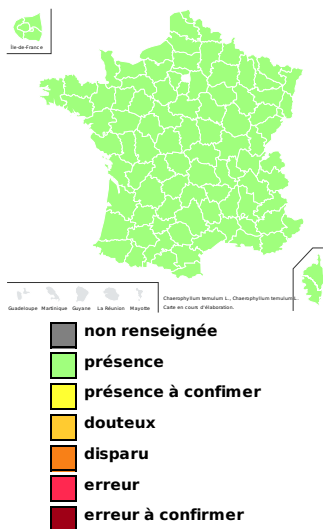 Île-de-France
Guadeloupe Martinique Guyane La Réunion Mayotte
Chaerophyllum temulum L., Chaerophyllum temulum L.
Carte en cours d'élaboration.
non renseignée
présence
présence à confimer
douteux
disparu
erreur
erreur à confirmer